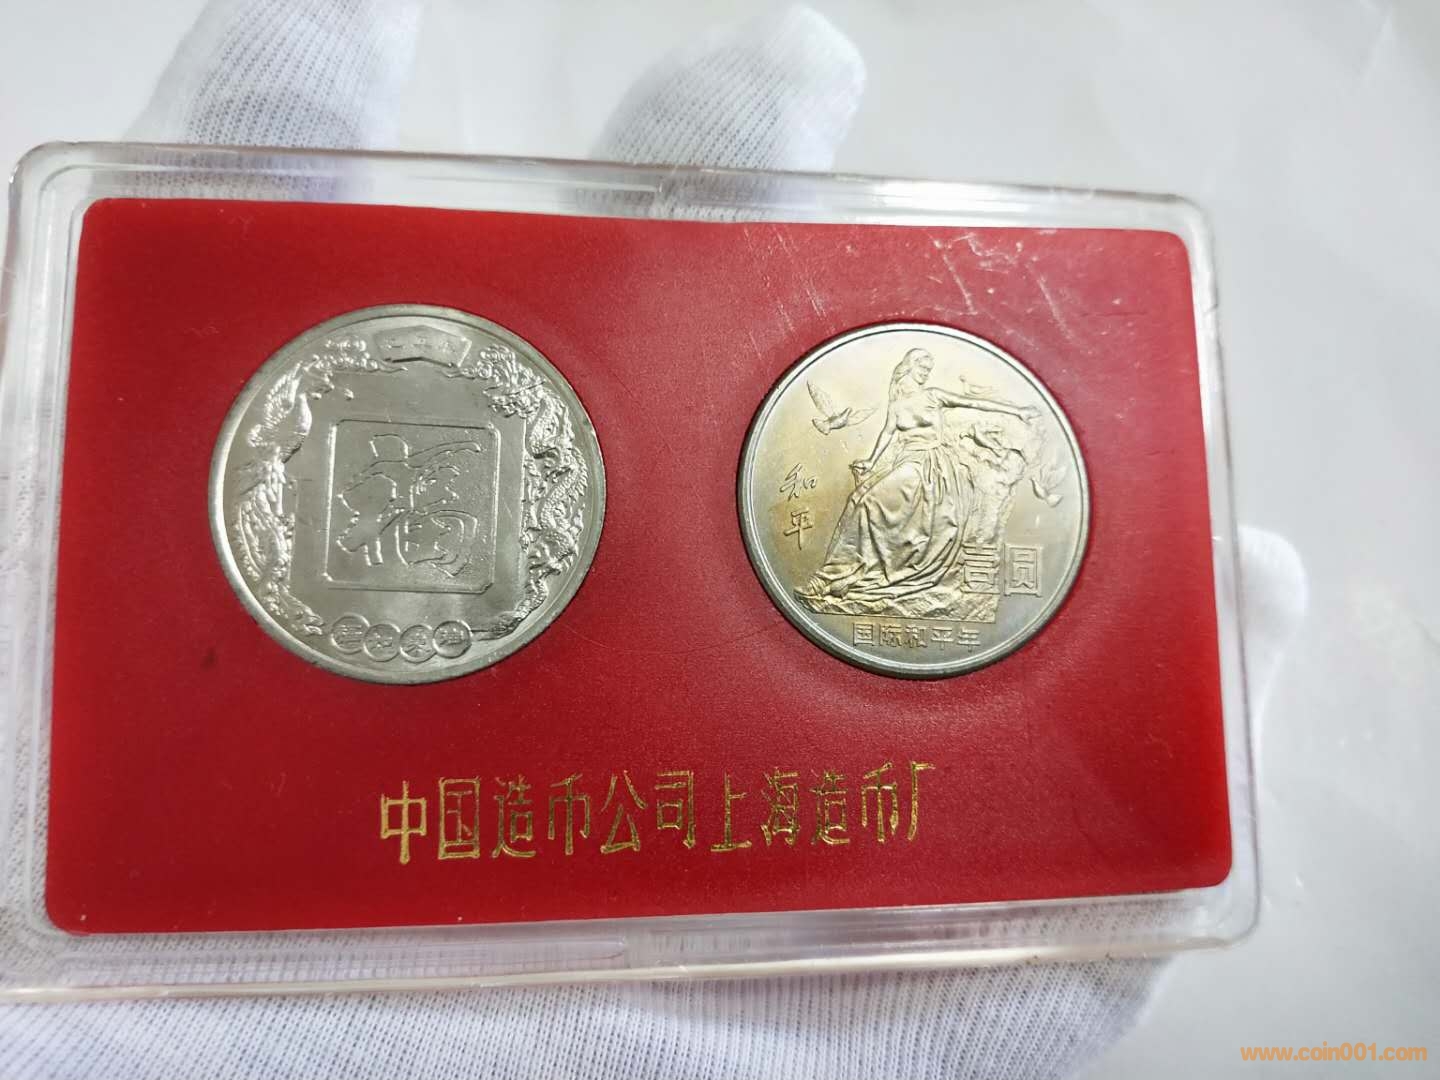 福
和
平
壹圆
国际和平年
中国造币公司上海造币厂
www.coin001.com